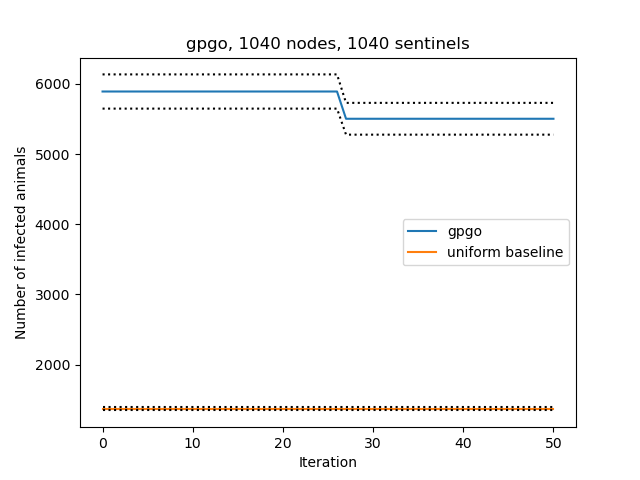 gpgo, 1040 nodes, 1040 sentinels
Number of infected animals
6000
5000
4000
3000
2000
gpgo
uniform baseline
0 10 20 30 40 50
Iteration